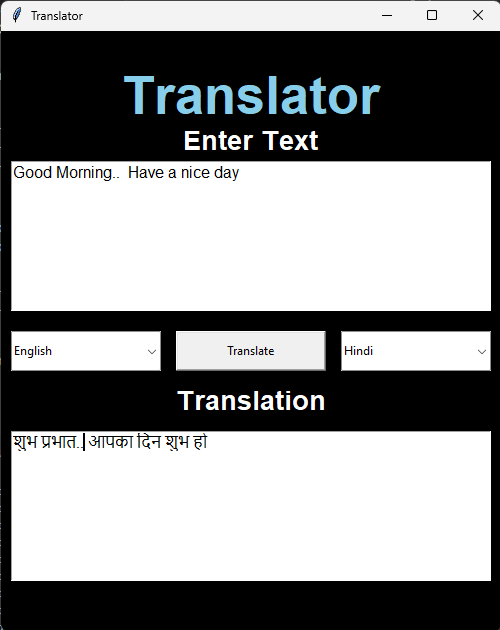 Translator
Translator
Enter Text
Good Morning..  Have a nice day
English
Translate
Hindi
Translation
शुभ प्रभात.. आपका दिन शुभ हो